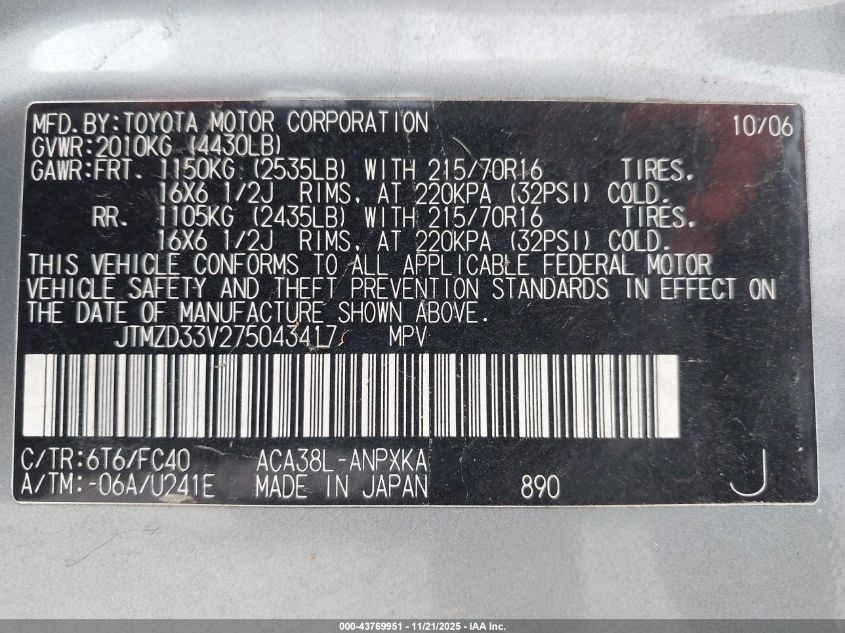 MFD.BY:TOYOTA MOTOR CORPORATION 10/06
GVWR:2010KG (4430LB)
GAWR:FRT. 1150KG (2535LB) WITH 215/70R16 TIRES,
16X6 1/2J RIMS, AT 220KPA (32PSI) COLD.
RR. 1105KG (2435LB) WITH 215/70R16 TIRES,
16X6 1/2J RIMS, AT 220KPA (32PSI) COLD.
THIS VEHICLE CONFORMS TO ALL APPLICABLE FEDERAL MOTOR
VEHICLE SAFETY AND THEFT PREVENTION STANDARDS IN EFFECT ON
THE DATE OF MANUFACTURE SHOWN ABOVE.
JTMZD33V275043417 MPV
C/TR:6T6/FC40 ACA38L-ANPXKA
A/TM:-06A/U241E MADE IN JAPAN 890 J
000-43769951 - 11/21/2025 - IAA Inc.